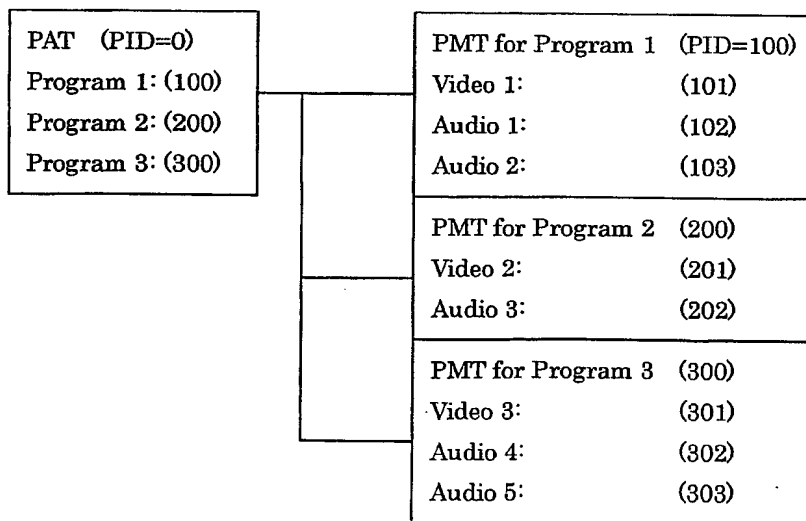 PAT (PID=0)
Program 1: (100)
Program 2: (200)
Program 3: (300)
PMT for Program 1 (PID=100)
Video 1: (101)
Audio 1: (102)
Audio 2: (103)
PMT for Program 2 (200)
Video 2: (201)
Audio 3: (202)
PMT for Program 3 (300)
Video 3: (301)
Audio 4: (302)
Audio 5: (303)